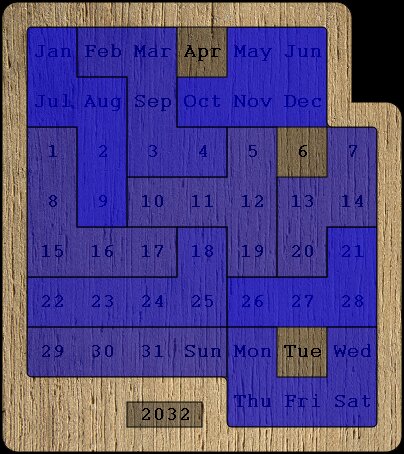 Jan Feb Mar Apr May Jun
Jul Aug Sep Oct Nov Dec
1 2 3 4 5 6 7
8 9 10 11 12 13 14
15 16 17 18 19 20 21
22 23 24 25 26 27 28
29 30 31 Sun Mon Tue Wed
Thu Fri Sat
2032